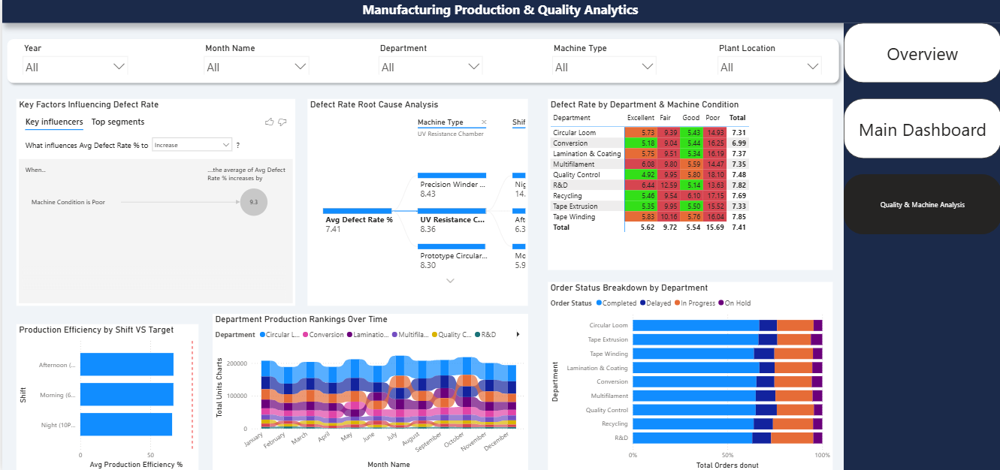 Manufacturing Production & Quality Analytics
Year
All
Month Name
All
Department
All
Machine Type
All
Plant Location
All
Overview
Main Dashboard
Quality & Machine Analysis
Key Factors Influencing Defect Rate
Key influencers Top segments
What influences Avg Defect Rate % to Increase ?
When...
...the average of Avg Defect
Rate % increases by
Machine Condition is Poor 9.3
Defect Rate Root Cause Analysis
Machine Type × Shif
UV Resistance Chamber
Precision Winder ...
8.43
Nig
14.
Avg Defect Rate %
7.41
UV Resistance C...
8.36
Aft
6.3
Prototype Circular...
8.30
Mo
5.9
Defect Rate by Department & Machine Condition
Department Excellent Fair Good Poor Total
Circular Loom 5.73 9.39 5.43 14.93 7.31
Conversion 5.18 9.04 5.44 16.25 6.99
Lamination & Coating 5.75 9.51 5.34 16.19 7.37
Multifilament 6.08 9.80 5.59 14.47 7.35
Quality Control 4.92 9.95 5.80 18.10 7.48
R&D 6.44 12.59 5.14 13.63 7.82
Recycling 5.46 9.54 6.10 17.15 7.69
Tape Extrusion 5.35 9.95 5.50 15.52 7.33
Tape Winding 5.83 10.16 5.76 16.04 7.85
Total 5.62 9.72 5.54 15.69 7.41
Production Efficiency by Shift VS Target
Shift
Afternoon (...
Morning (6...
Night (10P...
0 50
Avg Production Efficiency %
Department Production Rankings Over Time
Department Circular L... Conversion Laminatio... Multifila... Quality C... R&D
Total Units Charts
200000
100000
0
January February March April May June July August September October November December
Month Name
Order Status Breakdown by Department
Order Status Completed Delayed In Progress On Hold
Department
Circular Loom
Tape Extrusion
Tape Winding
Lamination & Coating
Conversion
Multifilament
Quality Control
Recycling
R&D
0% 50% 100%
Total Orders donut